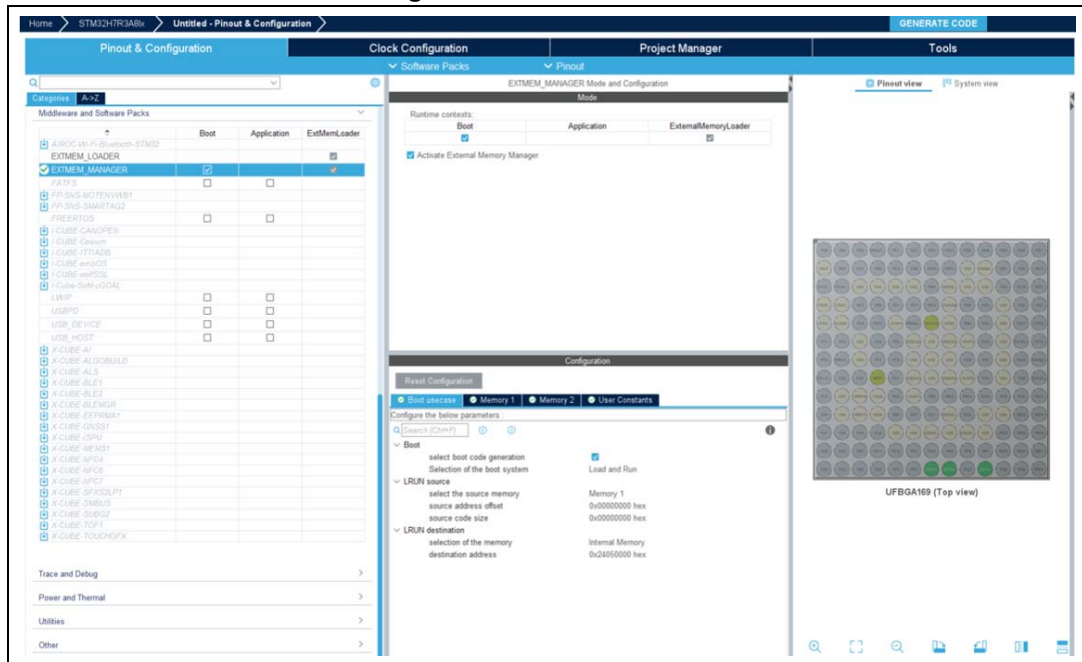 Home STM32H7R3A8Ix Untitled - Pinout & Configuration GENERATE CODE
Pinout & Configuration Clock Configuration Project Manager Tools
Software Packs Pinout
EXTMEM_MANAGER Mode and Configuration
Pinout view System view
Categories A->Z
Mode
Middleware and Software Packs
Runtime contexts:
Boot Application ExternalMemoryLoader
Activate External Memory Manager
Boot Application ExtMemLoader
AIROC-Wi-Fi-Bluetooth-STM32
EXTMEM_LOADER
EXTMEM_MANAGER
FATFS
FP-SNS-MOTENVWB1
FP-SNS-SMARTAG2
FREERTOS
I-CUBE-CANOPEN
I-CUBE-Cesium
I-CUBE-ITTIADB
I-CUBE-embOS
I-CUBE-wolfSSL
I-Cube-SoM-uGOAL
LWIP
USBPD
USB_DEVICE
USB_HOST
X-CUBE-AI
X-CUBE-ALGOBUILD
X-CUBE-ALS
X-CUBE-BLE1
X-CUBE-BLE2
X-CUBE-BLEMGR
X-CUBE-EEPRMA1
X-CUBE-GNSS1
X-CUBE-ISPU
X-CUBE-MEMS1
X-CUBE-NFC4
X-CUBE-NFC6
X-CUBE-NFC7
X-CUBE-SFXS2LP1
X-CUBE-SMBUS
X-CUBE-SUBG2
X-CUBE-TOF1
X-CUBE-TOUCHGFX
Trace and Debug
Power and Thermal
Utilities
Other
Configuration
Reset Configuration
Boot usecase Memory 1 Memory 2 User Constants
Configure the below parameters :
Search (Ctrl+F)
Boot
select boot code generation
Selection of the boot system Load and Run
LRUN source
select the source memory Memory 1
source address offset 0x00000000 hex
source code size 0x00000000 hex
LRUN destination
selection of the memory Internal Memory
destination address 0x24050000 hex
UFBGA169 (Top view)